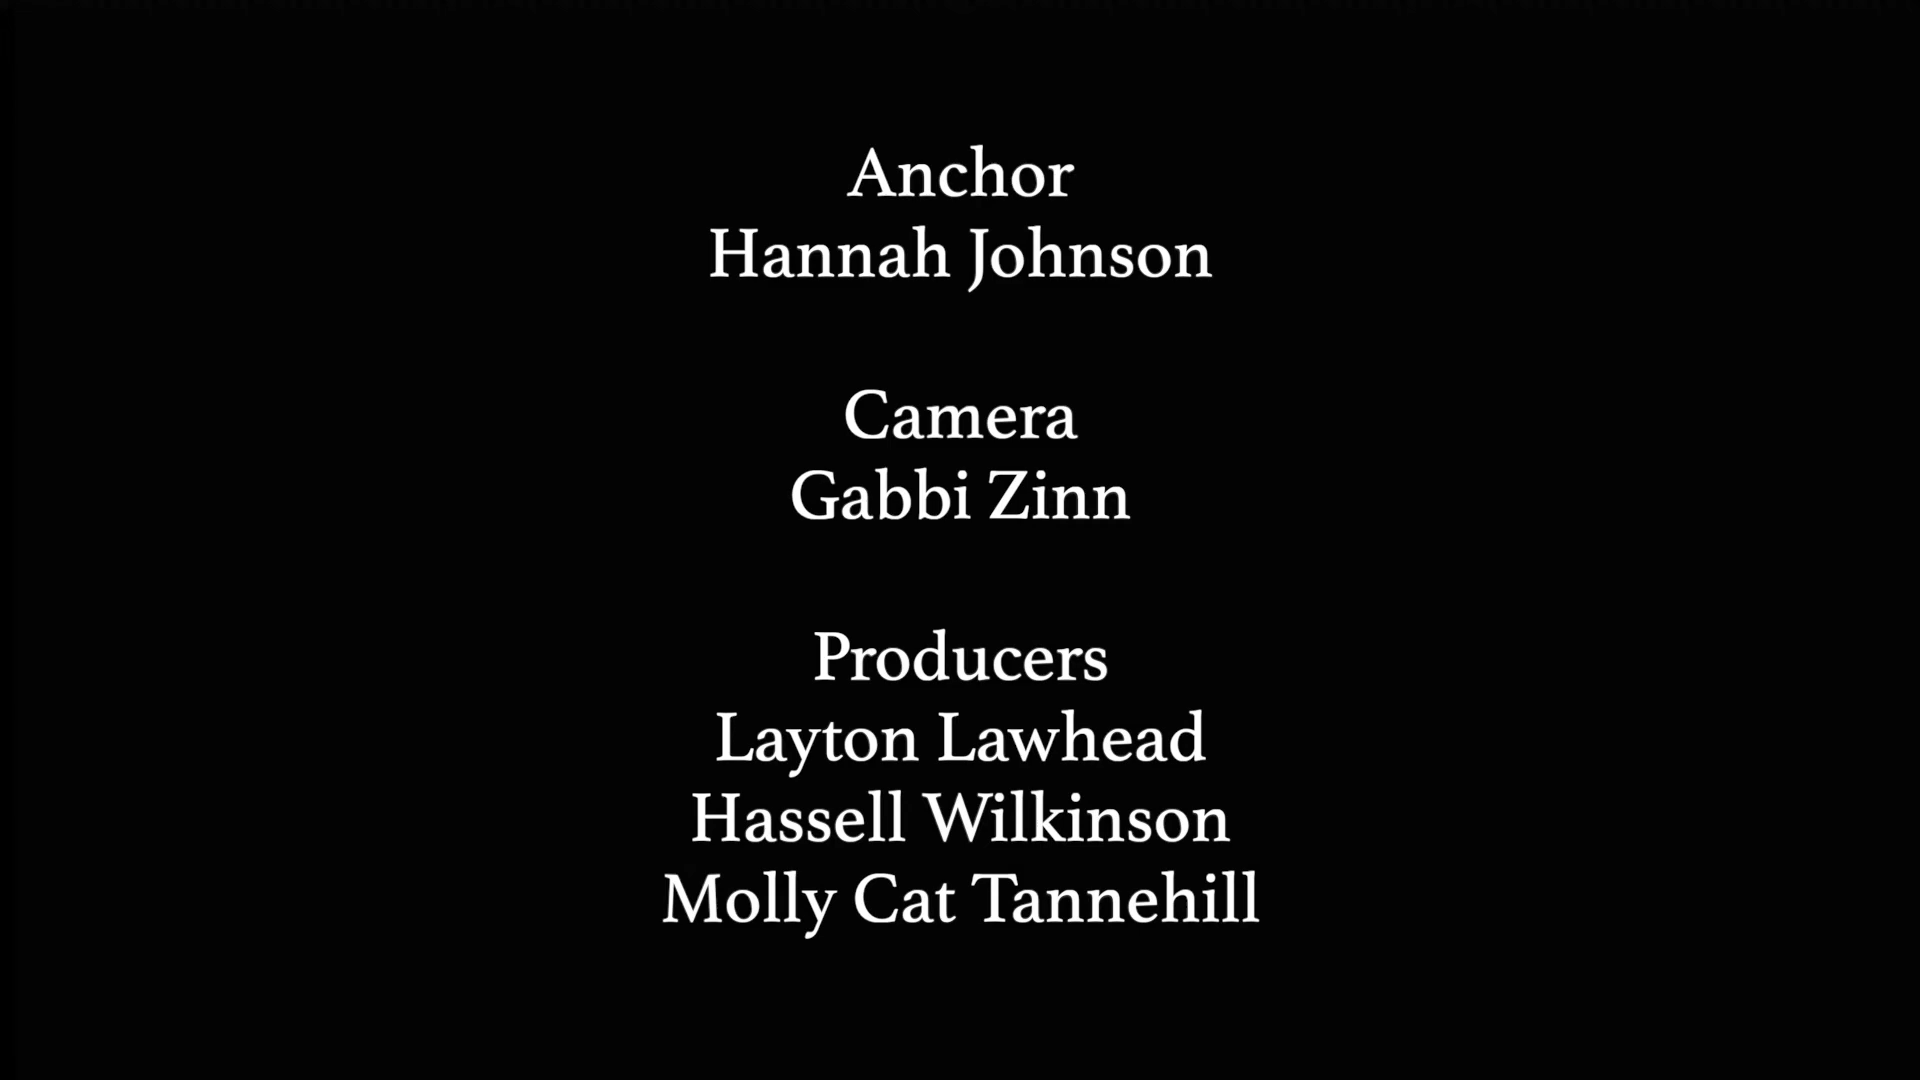 Anchor
Hannah Johnson
Camera
Gabbi Zinn
Producers
Layton Lawhead
Hassell Wilkinson
Molly Cat Tannehill